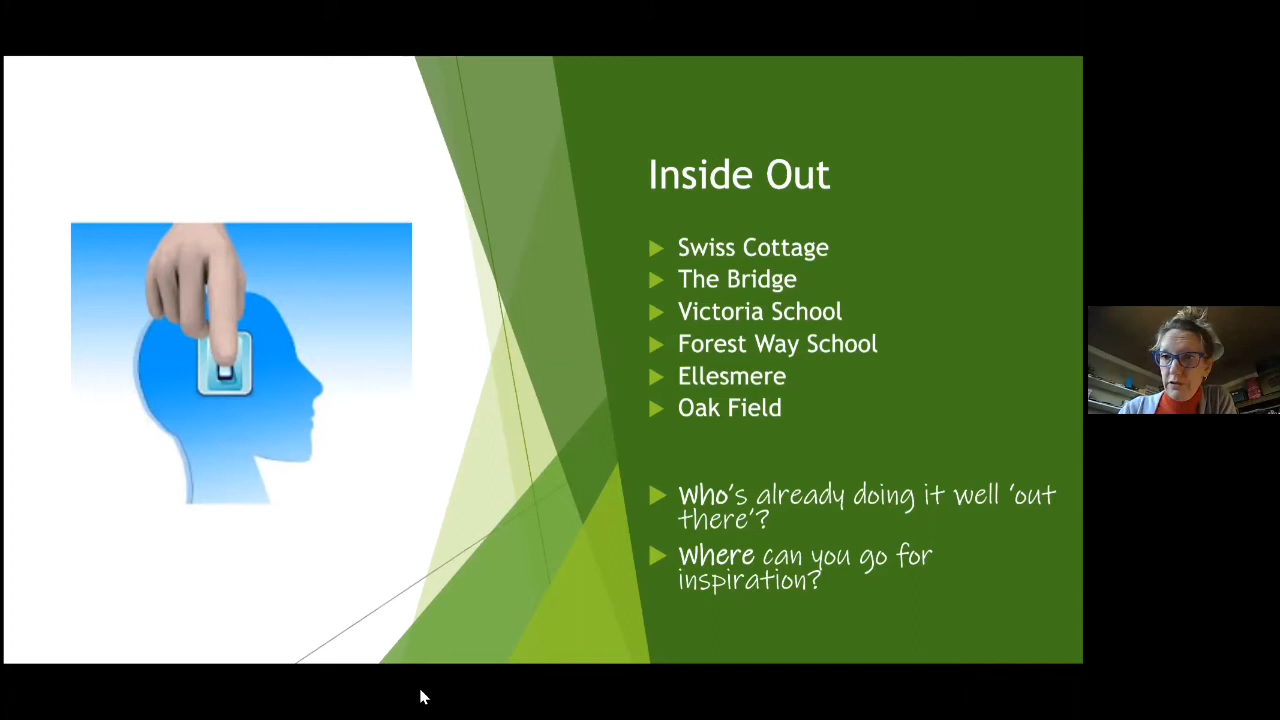 Inside Out
Swiss Cottage
The Bridge
Victoria School
Forest Way School
Ellesmere
Oak Field
Who's already doing it well ‘out
there’?
Where can you go for
inspiration?